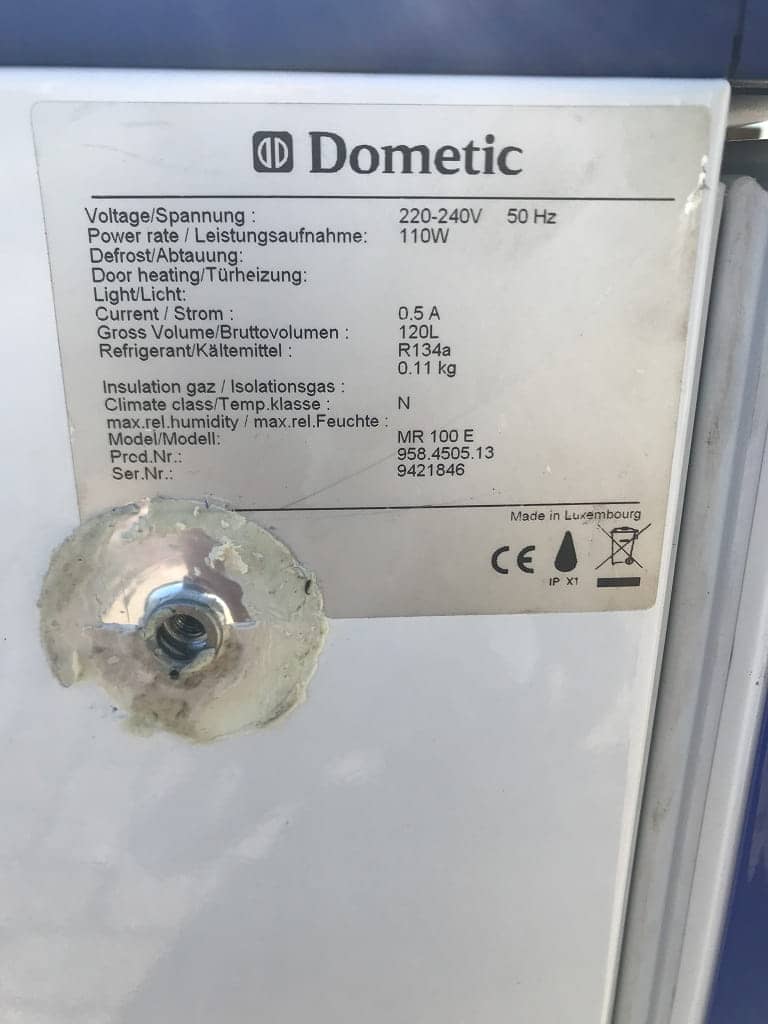 Dometic
Voltage/Spannung : 220-240V 50 Hz
Power rate / Leistungsaufnahme: 110W
Defrost/Abtauung:
Door heating/Türheizung:
Light/Licht:
Current / Strom : 0.5 A
Gross Volume/Bruttovolumen : 120L
Refrigerant/Kältemittel : R134a
0.11 kg
Insulation gaz / Isolationsgas :
Climate class/Temp.klasse : N
max.rel.humidity / max.rel.Feuchte :
Model/Modell: MR 100 E
Prod.Nr.: 958.4505.13
Ser.Nr.: 9421846
Made in Luxembourg
CE
IP X1